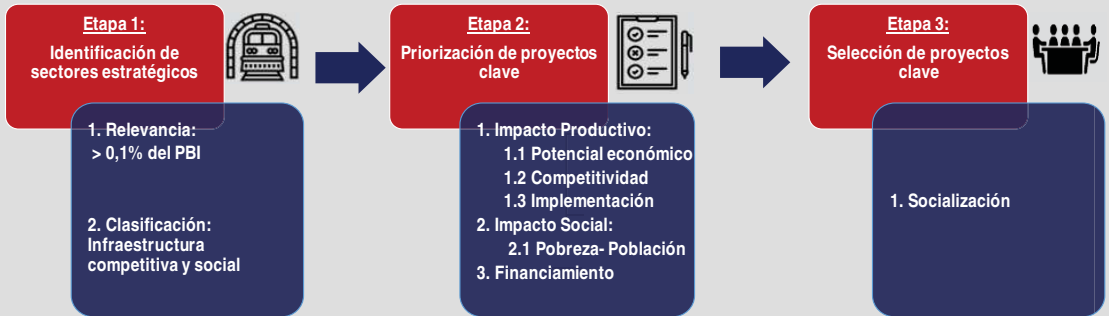 Etapa 1:
Identificación de
sectores estratégicos
1. Relevancia:
> 0,1% del PBI
2. Clasificación:
Infraestructura
competitiva y social
Etapa 2:
Priorización de proyectos
clave
1. Impacto Productivo:
1.1 Potencial económico
1.2 Competitividad
1.3 Implementación
2. Impacto Social:
2.1 Pobreza- Población
3. Financiamiento
Etapa 3:
Selección de proyectos
clave
1. Socialización